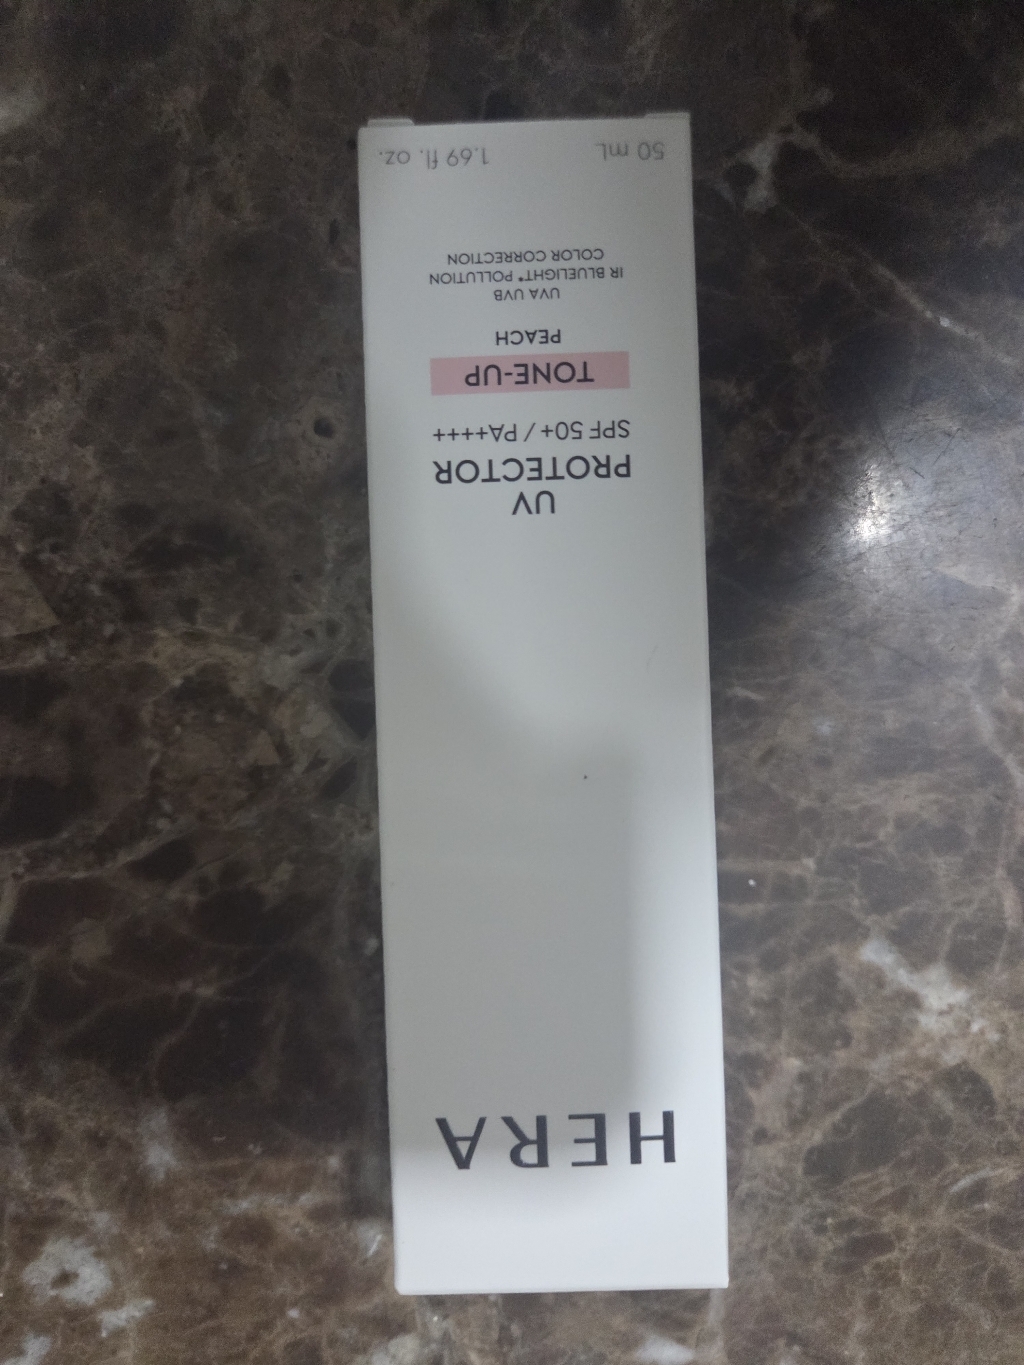 HERA
UV
PROTECTOR
SPF 50+ / PA++++
TONE-UP
PEACH
UVA UVB
IR BLUELIGHT* POLLUTION
COLOR CORRECTION
50 mL 1.69 fl. oz.